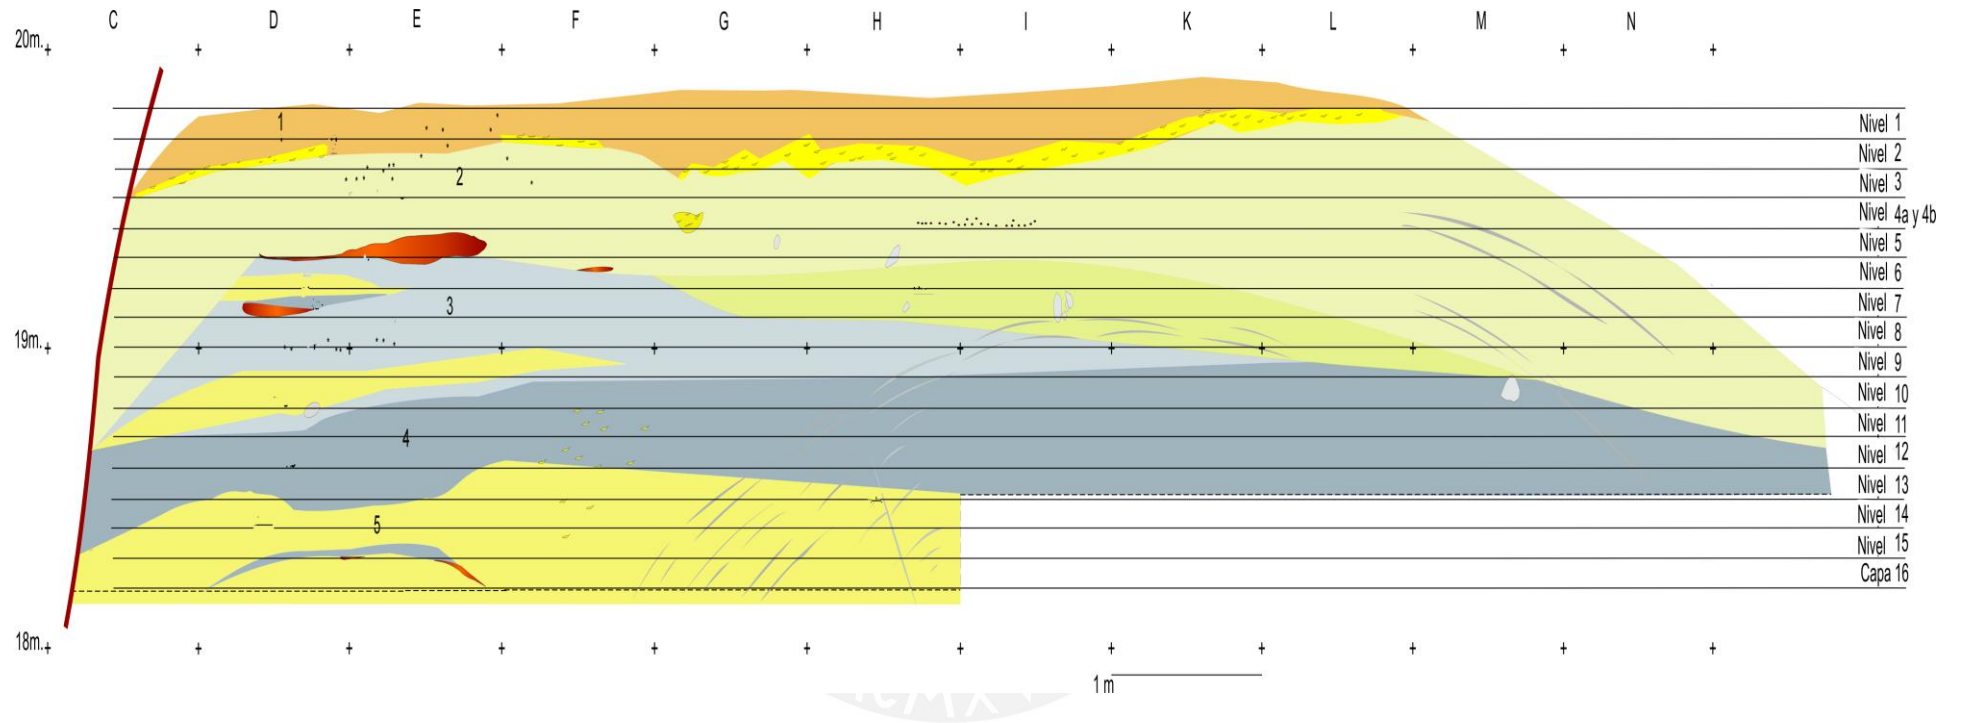 C D E F G H I K L M N
20m.
1
Nivel 1
Nivel 2
2
Nivel 3
Nivel 4a y 4b
Nivel 5
Nivel 6
3
Nivel 7
Nivel 8
19m.
Nivel 9
Nivel 10
Nivel 11
4
Nivel 12
Nivel 13
5
Nivel 14
Nivel 15
Capa 16
18m.
1 m